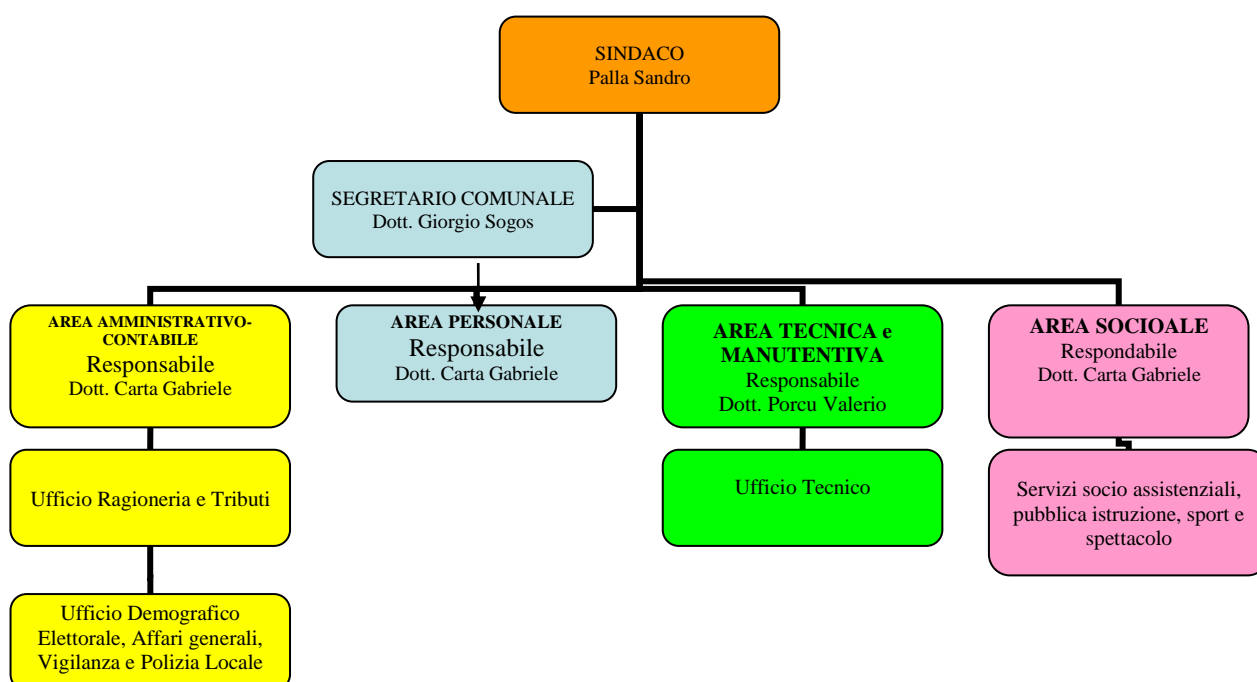 SINDACO
Palla Sandro
SEGRETARIO COMUNALE
Dott. Giorgio Sogos
AREA AMMINISTRATIVO-
CONTABILE
Responsabile
Dott. Carta Gabriele
AREA PERSONALE
Responsabile
Dott. Carta Gabriele
AREA TECNICA e
MANUTENTIVA
Responsabile
Dott. Porcu Valerio
AREA SOCIOALE
Respondabile
Dott. Carta Gabriele
Ufficio Ragioneria e Tributi
Ufficio Tecnico
Servizi socio assistenziali,
pubblica istruzione, sport e
spettacolo
Ufficio Demografico
Elettorale, Affari generali,
Vigilanza e Polizia Locale